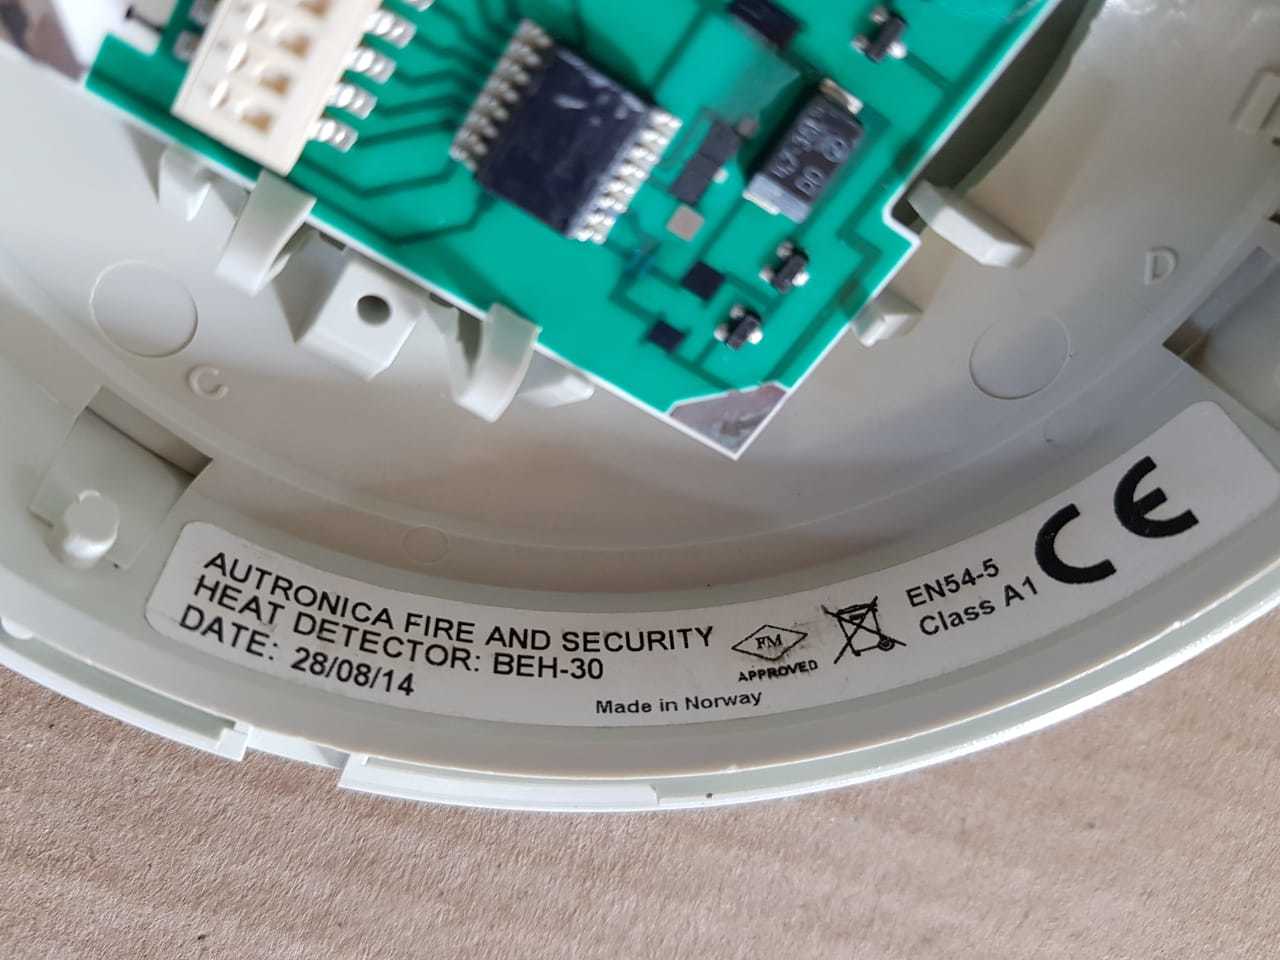 C
D
AUTRONICA FIRE AND SECURITY
HEAT DETECTOR: BEH-30
DATE: 28/08/14
Made in Norway
FM
APPROVED
EN54-5
Class A1
CE